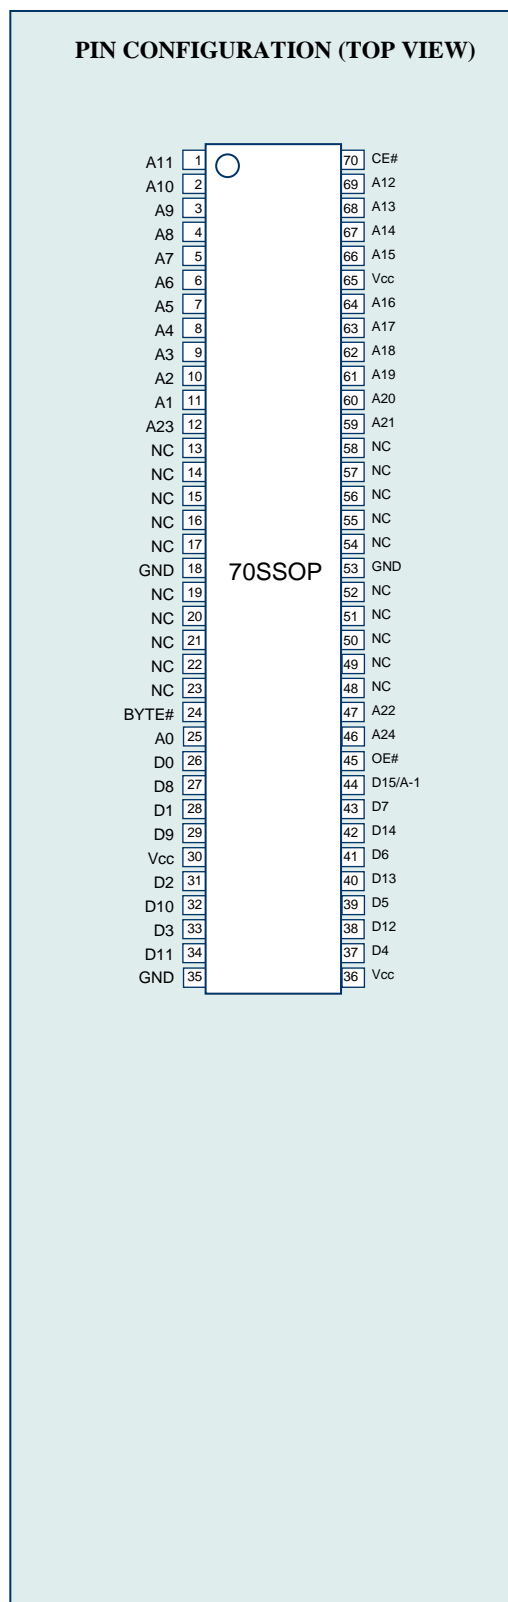 PIN CONFIGURATION (TOP VIEW)
A11 1 70 CE#
A10 2 69 A12
A9 3 68 A13
A8 4 67 A14
A7 5 66 A15
A6 6 65 Vcc
A5 7 64 A16
A4 8 63 A17
A3 9 62 A18
A2 10 61 A19
A1 11 60 A20
A23 12 59 A21
NC 13 58 NC
NC 14 57 NC
NC 15 56 NC
NC 16 55 NC
NC 17 54 NC
GND 18 70SSOP 53 GND
NC 19 52 NC
NC 20 51 NC
NC 21 50 NC
NC 22 49 NC
NC 23 48 NC
BYTE# 24 47 A22
A0 25 46 A24
D0 26 45 OE#
D8 27 44 D15/A-1
D1 28 43 D7
D9 29 42 D14
Vcc 30 41 D6
D2 31 40 D13
D10 32 39 D5
D3 33 38 D12
D11 34 37 D4
GND 35 36 Vcc